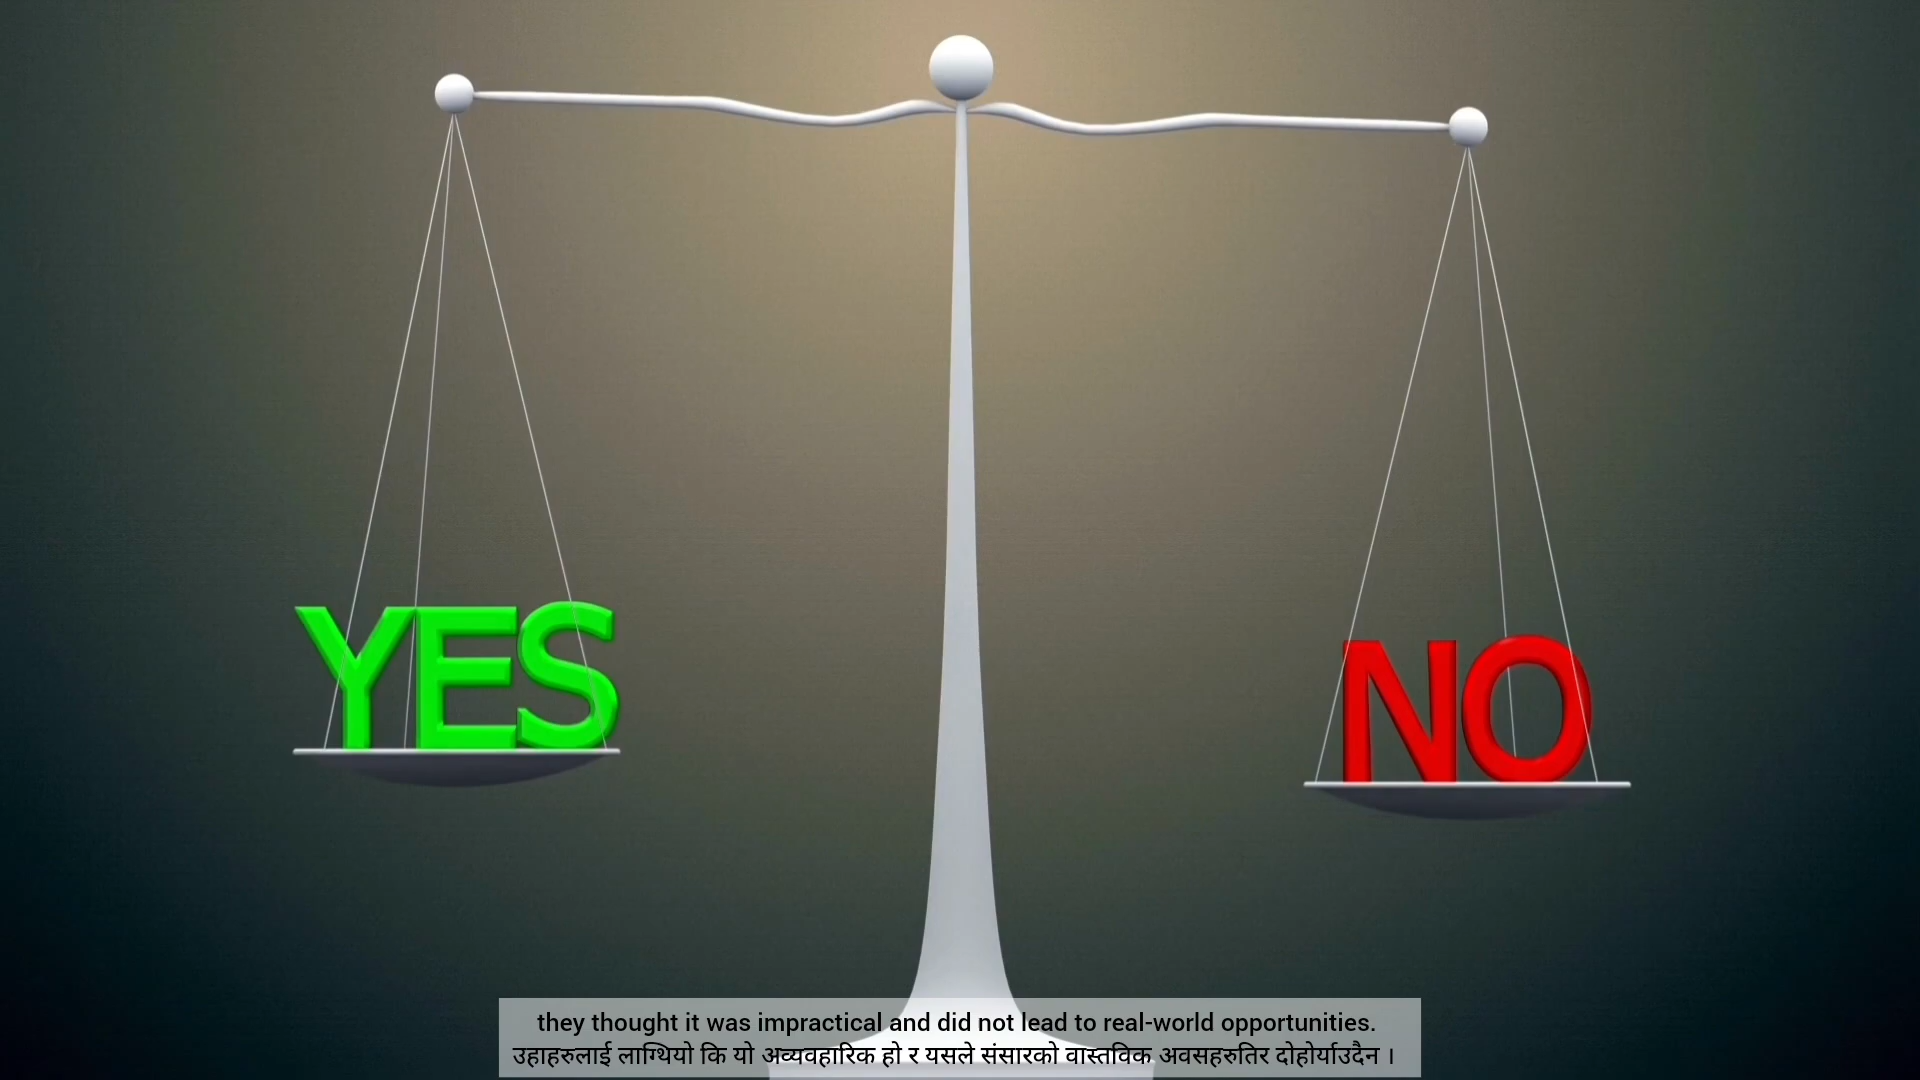 YES
NO
they thought it was impractical and did not lead to real-world opportunities.
उहाहरुलाई लाग्थियो कि यो अव्यवहारिक हो र यसले संसारको वास्तविक अवसहरुतिर दोहोर्याउदैन ।